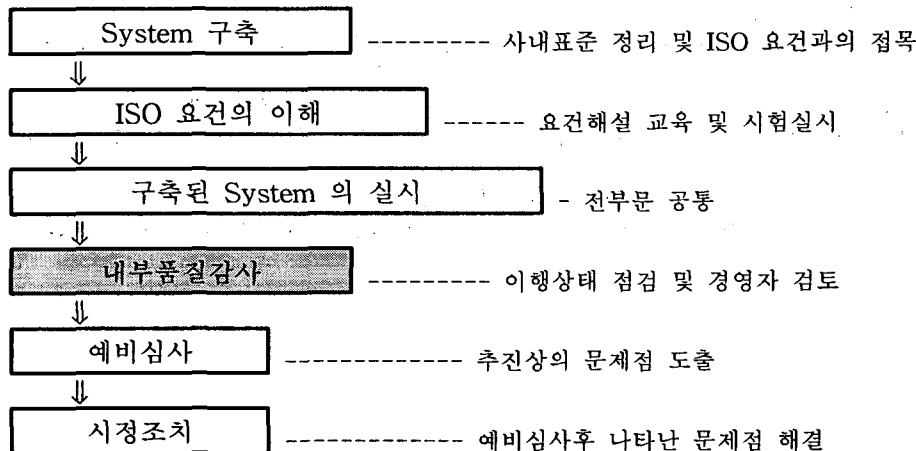 System 구축 --------- 사내표준 정리 및 ISO 요건과의 접목
⇓
ISO 요건의 이해 ------ 요건해설 교육 및 시험실시
⇓
구축된 System 의 실시 - 전부문 공통
⇓
내부품질감사 --------- 이행상태 점검 및 경영자 검토
⇓
예비심사 ------------- 추진상의 문제점 도출
⇓
시정조치 ------------- 예비심사후 나타난 문제점 해결